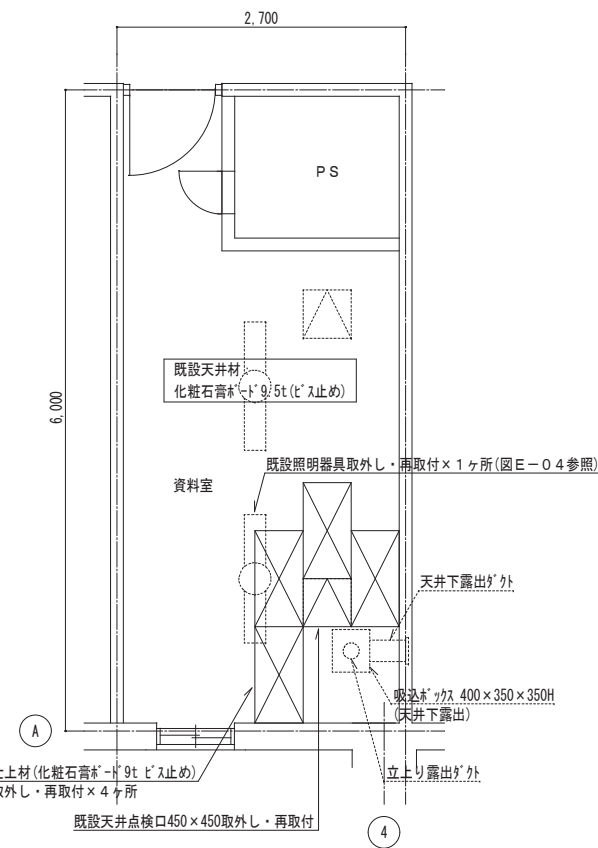 2,700
PS
6,000
既設天井材
化粧石膏ボード9.5t(ビス止め)
既設照明器具取外し・再取付×1ヶ所(図E－04参照)
資料室
天井下露出ダクト
吸込ボックス 400×350×350H
(天井下露出)
A
上材(化粧石膏ボード9t ビス止め)
外し・再取付×4ヶ所
立上り露出ダクト
既設天井点検口450×450取外し・再取付
4